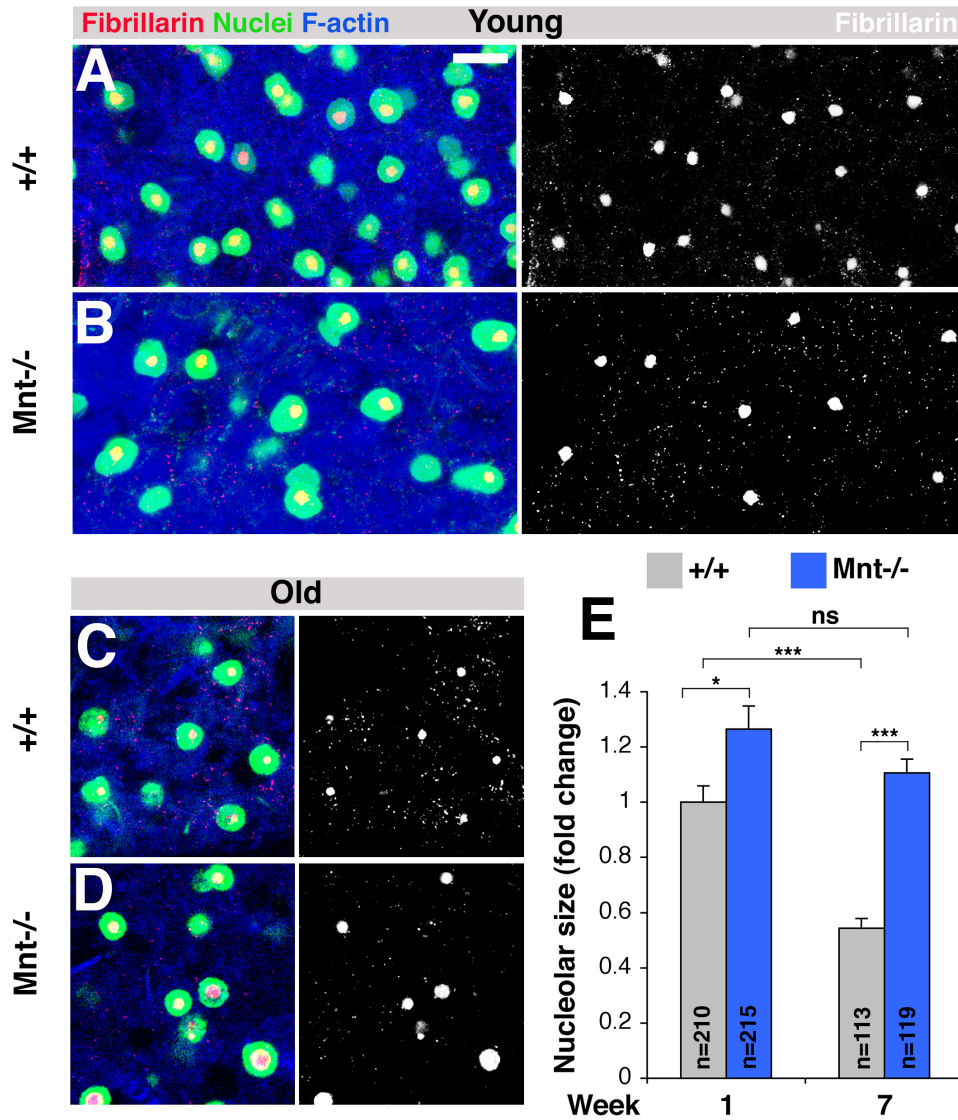 Fibrillarin Nuclei F-actin Young Fibrillarin
A
+/+
B
Mnt-/-
+/+ Mnt-/-
Old
E
C
+/+
D
Mnt-/-
ns
***
*
***
Nucleolar size (fold change)
1.4
1.2
1
0.8
0.6
0.4
0.2
0
n=210
n=215
n=113
n=119
Week 1 7